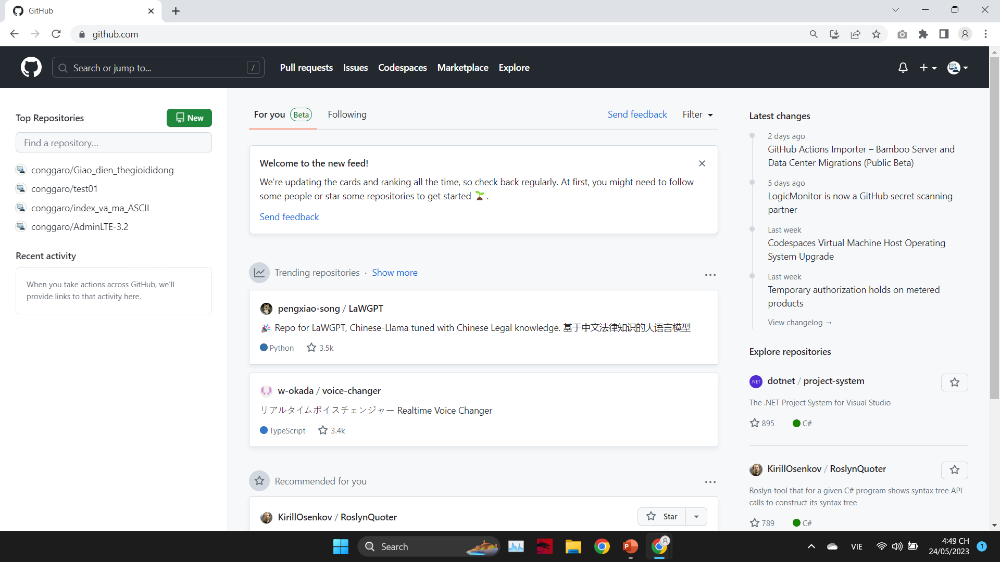 GitHub
github.com
Search or jump to...
/
Pull requests
Issues
Codespaces
Marketplace
Explore
Top Repositories
New
Find a repository...
conggaro/Giao_dien_thegioididong
conggaro/test01
conggaro/index_va_ma_ASCII
conggaro/AdminLTE-3.2
Recent activity
When you take actions across GitHub, we'll
provide links to that activity here.
For you Beta
Following
Send feedback
Filter
Welcome to the new feed!
We're updating the cards and ranking all the time, so check back regularly. At first, you might need to follow
some people or star some repositories to get started 🌱 .
Send feedback
Trending repositories · Show more
pengxiao-song / LaWGPT
🎉 Repo for LaWGPT, Chinese-Llama tuned with Chinese Legal knowledge. 基于中文法律知识的大语言模型
Python 3.5k
w-okada / voice-changer
リアルタイムボイスチェンジャー Realtime Voice Changer
TypeScript 3.4k
Recommended for you
KirillOsenkov / RoslynQuoter
Star
Latest changes
2 days ago
GitHub Actions Importer – Bamboo Server and
Data Center Migrations (Public Beta)
5 days ago
LogicMonitor is now a GitHub secret scanning
partner
Last week
Codespaces Virtual Machine Host Operating
System Upgrade
Last week
Temporary authorization holds on metered
products
View changelog →
Explore repositories
.NET
dotnet / project-system
The .NET Project System for Visual Studio
895 C#
KirillOsenkov / RoslynQuoter
Roslyn tool that for a given C# program shows syntax tree API
calls to construct its syntax tree
789 C#
Search
P
VIE
4:49 CH
24/05/2023
1